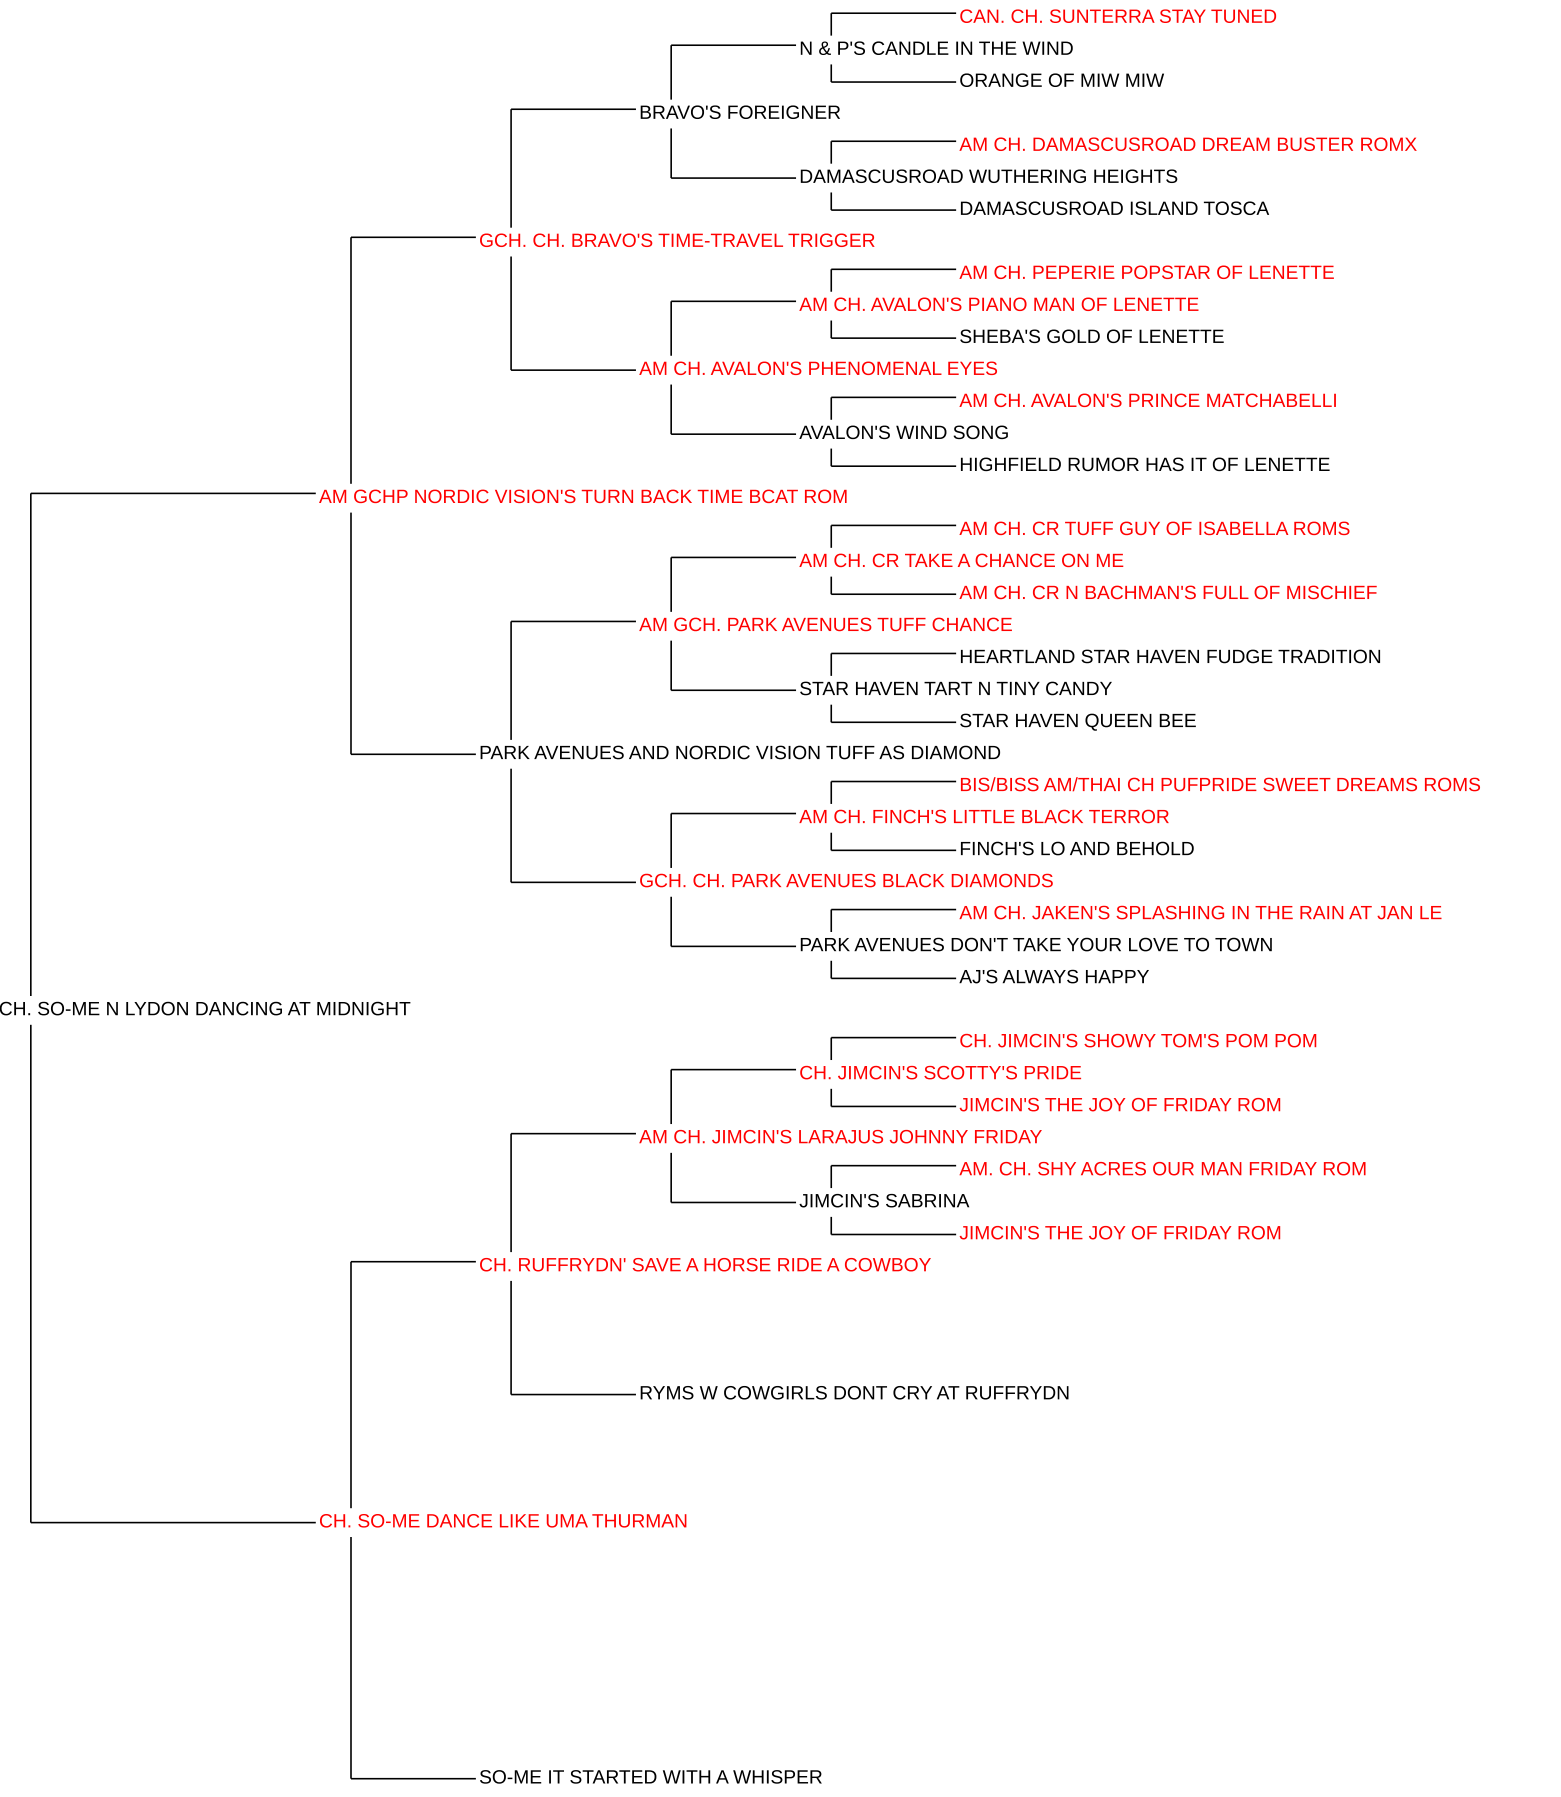 CAN. CH. SUNTERRA STAY TUNED
N & P'S CANDLE IN THE WIND
ORANGE OF MIW MIW
BRAVO'S FOREIGNER
AM CH. DAMASCUSROAD DREAM BUSTER ROMX
DAMASCUSROAD WUTHERING HEIGHTS
DAMASCUSROAD ISLAND TOSCA
GCH. CH. BRAVO'S TIME-TRAVEL TRIGGER
AM CH. PEPERIE POPSTAR OF LENETTE
AM CH. AVALON'S PIANO MAN OF LENETTE
SHEBA'S GOLD OF LENETTE
AM CH. AVALON'S PHENOMENAL EYES
AM CH. AVALON'S PRINCE MATCHABELLI
AVALON'S WIND SONG
HIGHFIELD RUMOR HAS IT OF LENETTE
AM GCHP NORDIC VISION'S TURN BACK TIME BCAT ROM
AM CH. CR TUFF GUY OF ISABELLA ROMS
AM CH. CR TAKE A CHANCE ON ME
AM CH. CR N BACHMAN'S FULL OF MISCHIEF
AM GCH. PARK AVENUES TUFF CHANCE
HEARTLAND STAR HAVEN FUDGE TRADITION
STAR HAVEN TART N TINY CANDY
STAR HAVEN QUEEN BEE
PARK AVENUES AND NORDIC VISION TUFF AS DIAMOND
BIS/BISS AM/THAI CH PUFPRIDE SWEET DREAMS ROMS
AM CH. FINCH'S LITTLE BLACK TERROR
FINCH'S LO AND BEHOLD
GCH. CH. PARK AVENUES BLACK DIAMONDS
AM CH. JAKEN'S SPLASHING IN THE RAIN AT JAN LE
PARK AVENUES DON'T TAKE YOUR LOVE TO TOWN
AJ'S ALWAYS HAPPY
CH. SO-ME N LYDON DANCING AT MIDNIGHT
CH. JIMCIN'S SHOWY TOM'S POM POM
CH. JIMCIN'S SCOTTY'S PRIDE
JIMCIN'S THE JOY OF FRIDAY ROM
AM CH. JIMCIN'S LARAJUS JOHNNY FRIDAY
AM. CH. SHY ACRES OUR MAN FRIDAY ROM
JIMCIN'S SABRINA
JIMCIN'S THE JOY OF FRIDAY ROM
CH. RUFFRYDN' SAVE A HORSE RIDE A COWBOY
RYMS W COWGIRLS DONT CRY AT RUFFRYDN
CH. SO-ME DANCE LIKE UMA THURMAN
SO-ME IT STARTED WITH A WHISPER